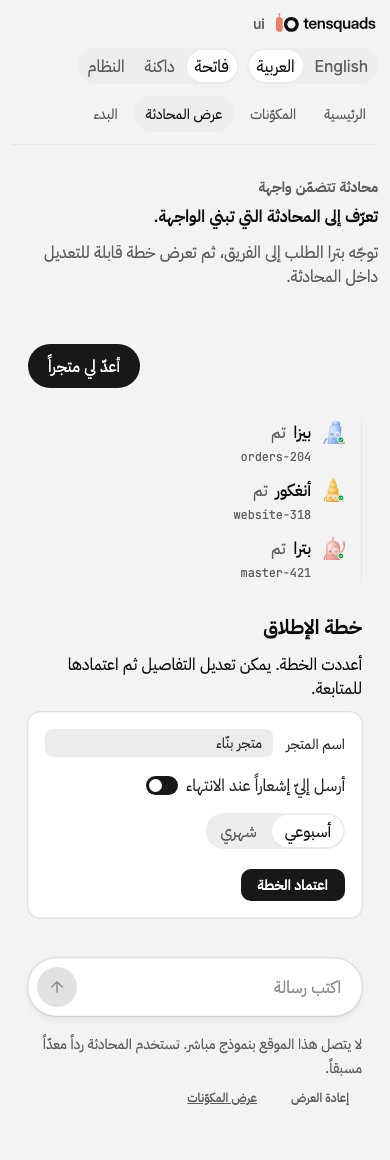 tensquads ui
English العربية فاتحة داكنة النظام
الرئيسية المكوّنات عرض المحادثة البدء
محادثة تتضمّن واجهة
تعرّف إلى المحادثة التي تبني الواجهة.
توجّه بترا الطلب إلى الفريق، ثم تعرض خطة قابلة للتعديل
داخل المحادثة.
أعدّ لي متجراً
بيزا تم
orders-204
أنغكور تم
website-318
بترا تم
master-421
خطة الإطلاق
أعددت الخطة. يمكن تعديل التفاصيل ثم اعتمادها
للمتابعة.
اسم المتجر متجر بنّاء
أرسل إليّ إشعاراً عند الانتهاء
أسبوعي شهري
اعتماد الخطة
اكتب رسالة
لا يتصل هذا الموقع بنموذج مباشر. تستخدم المحادثة رداً معدّاً
مسبقاً.
إعادة العرض عرض المكوّنات